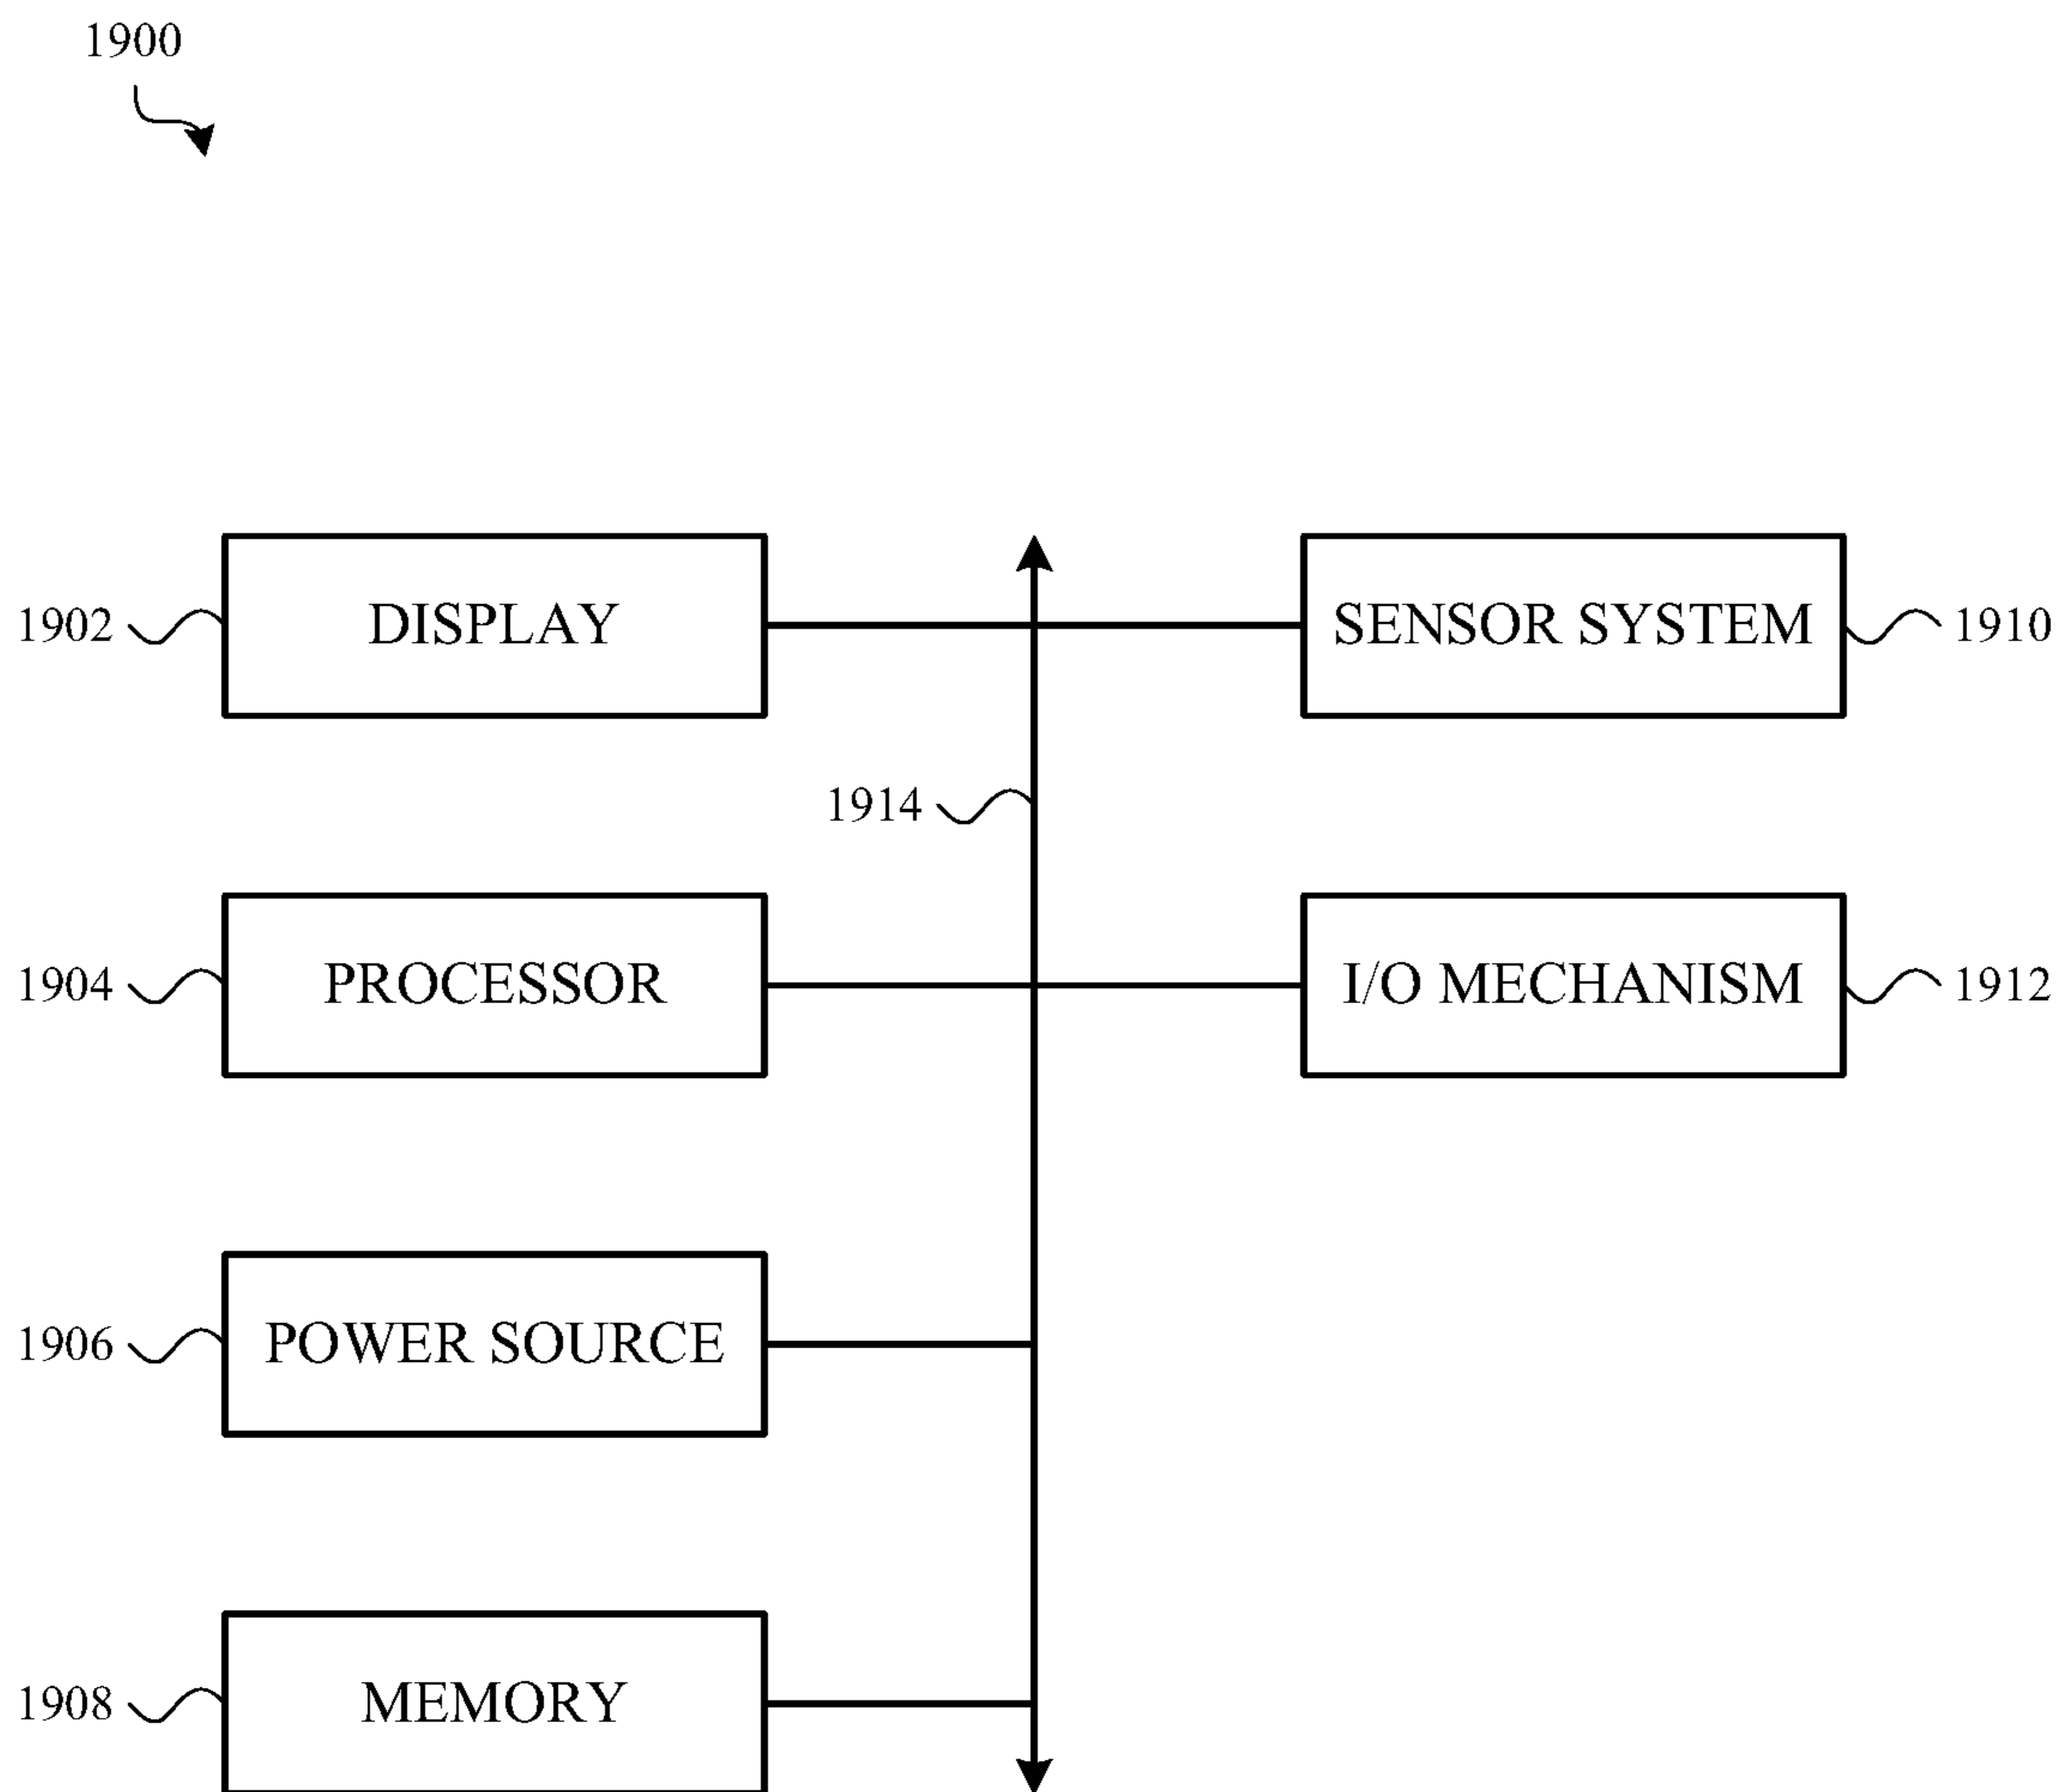 1900
1902
DISPLAY
SENSOR SYSTEM
1910
1914
1904
PROCESSOR
I/O MECHANISM
1912
1906
POWER SOURCE
1908
MEMORY